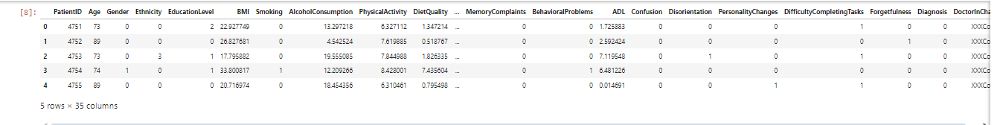 [8]: PatientID Age Gender Ethnicity EducationLevel BMI Smoking AlcoholConsumption PhysicalActivity DietQuality ... MemoryComplaints BehavioralProblems ADL Confusion Disorientation PersonalityChanges DifficultyCompletingTasks Forgetfulness Diagnosis DoctorInCha
0 4751 73 0 0 2 22.927749 0 13.297218 6.327112 1.347214 ... 0 0 1.725883 0 0 0 1 0 0 XXXCo
1 4752 89 0 0 0 26.827681 0 4.542524 7.619885 0.518767 ... 0 0 2.592424 0 0 0 0 1 0 XXXCo
2 4753 73 0 3 1 17.795882 0 19.555085 7.844988 1.826335 ... 0 0 7.119548 0 1 0 1 0 0 XXXCo
3 4754 74 1 0 1 33.800817 1 12.209266 8.428001 7.435604 ... 0 1 6.481226 0 0 0 0 0 0 XXXCo
4 4755 89 0 0 0 20.716974 0 18.454356 6.310461 0.795498 ... 0 0 0.014691 0 0 1 1 0 0 XXXCo
5 rows × 35 columns